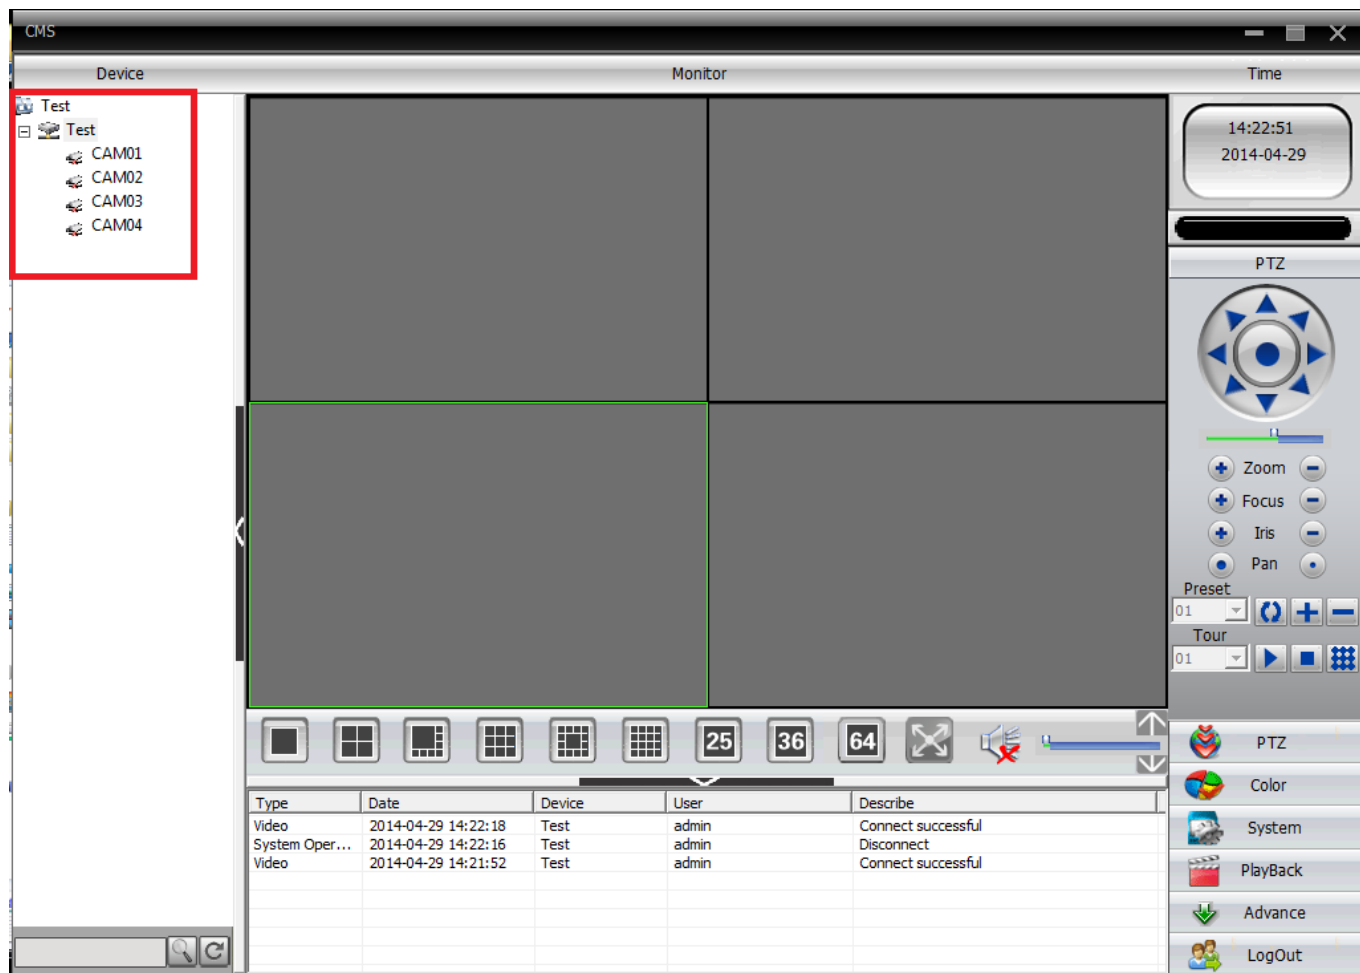 CMS
Device Monitor Time
Test
Test
CAM01
CAM02
CAM03
CAM04
14:22:51
2014-04-29
PTZ
Zoom
Focus
Iris
Pan
Preset
01
Tour
01
25 36 64
PTZ
Color
System
PlayBack
Advance
LogOut
Type Date Device User Describe
Video 2014-04-29 14:22:18 Test admin Connect successful
System Oper... 2014-04-29 14:22:16 Test admin Disconnect
Video 2014-04-29 14:21:52 Test admin Connect successful